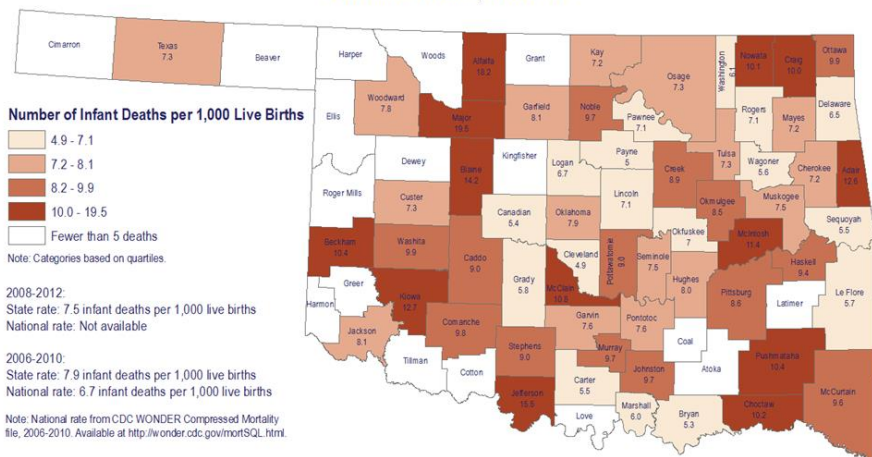 Cimarron
Texas
7.3
Beaver
Harper
Woods
Alfalfa
18.2
Grant
Kay
7.2
Osage
7.3
Washington
6.1
Nowata
10.1
Craig
10.0
Ottawa
9.9
Ellis
Woodward
7.8
Major
19.5
Garfield
8.1
Noble
9.7
Pawnee
7.1
Rogers
7.1
Mayes
7.2
Delaware
6.5
Number of Infant Deaths per 1,000 Live Births
4.9 - 7.1
7.2 - 8.1
8.2 - 9.9
10.0 - 19.5
Fewer than 5 deaths
Note: Categories based on quartiles.
2008-2012:
State rate: 7.5 infant deaths per 1,000 live births
National rate: Not available
2006-2010:
State rate: 7.9 infant deaths per 1,000 live births
National rate: 6.7 infant deaths per 1,000 live births
Note: National rate from CDC WONDER Compressed Mortality
file, 2006-2010. Available at http://wonder.cdc.gov/mortSQL.html.
Roger Mills
Dewey
Blaine
14.2
Kingfisher
Logan
6.7
Payne
5
Creek
8.9
Tulsa
7.3
Wagoner
5.6
Cherokee
7.2
Adair
12.6
Custer
7.3
Canadian
5.4
Oklahoma
7.9
Lincoln
7.1
Okmulgee
8.5
Muskogee
7.5
Sequoyah
5.5
Beckham
10.4
Washita
9.9
Caddo
9.0
Grady
5.8
Cleveland
4.9
McClain
10.8
Pottawatomie
9.0
Seminole
7.5
Okfuskee
7
McIntosh
11.4
Haskell
9.4
Hughes
8.0
Pittsburg
8.6
Latimer
Le Flore
5.7
Greer
Harmon
Kiowa
12.7
Jackson
8.1
Comanche
9.8
Tillman
Cotton
Stephens
9.0
Jefferson
15.5
Garvin
7.6
Murray
9.7
Carter
5.5
Love
Pontotoc
7.6
Johnston
9.7
Marshall
6.0
Coal
Atoka
Bryan
5.3
Pushmataha
10.4
Choctaw
10.2
McCurtain
9.6